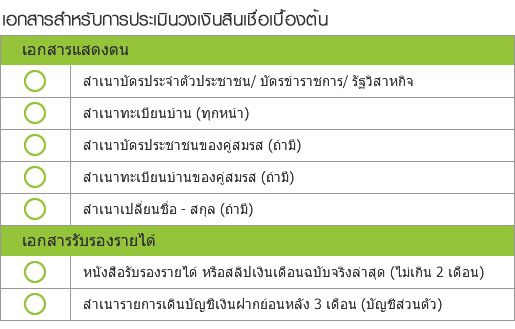 เอกสารสำหรับการประเมินวงเงินสินเชื่อเบื้องต้น
เอกสารแสดงตน
สำเนาบัตรประจำตัวประชาชน/ บัตรข้าราชการ/ รัฐวิสาหกิจ
สำเนาทะเบียนบ้าน (ทุกหน้า)
สำเนาบัตรประชาชนของคู่สมรส (ถ้ามี)
สำเนาทะเบียนบ้านของคู่สมรส (ถ้ามี)
สำเนาเปลี่ยนชื่อ - สกุล (ถ้ามี)
เอกสารรับรองรายได้
หนังสือรับรองรายได้ หรือสลิปเงินเดือนฉบับจริงล่าสุด (ไม่เกิน 2 เดือน)
สำเนารายการเดินบัญชีเงินฝากย้อนหลัง 3 เดือน (บัญชีส่วนตัว)